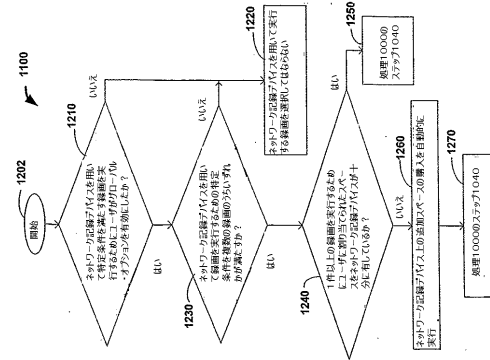 1100
1202
開始
1210
ネットワーク記録デバイスを用い
て特定条件を満たす録画を実
行するためにユーザがグローバル
・オプションを有効にしたか？
いいえ
はい
1220
ネットワーク記録デバイスを用いて実行
する録画を選択してはならない
1230
ネットワーク記録デバイスを用い
て録画を実行するための特定
条件を複数の録画のうちいずれ
かが満たすか？
いいえ
はい
1240
1件以上の録画を実行するため
にユーザに割り当てられたスペー
スをネットワーク記録デバイスが十
分に有しているか？
はい
いいえ
1250
処理1000の
ステップ1040
1260
ネットワーク記録デバイス上の追加スペースの購入を自動的に
実行
1270
処理1000のステップ1040